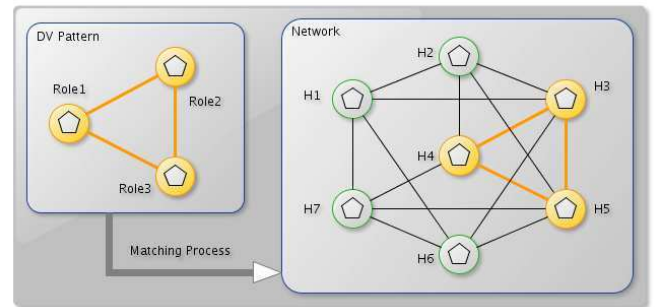 DV Pattern
Role1
Role2
Role3
Matching Process
Network
H2
H1
H3
H4
H7
H5
H6